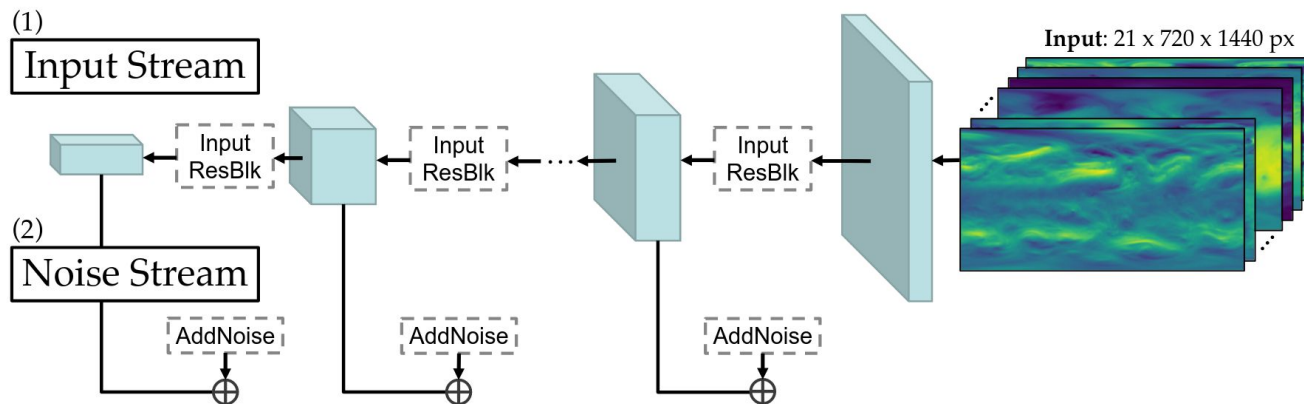 (1)
Input Stream
Input: 21 x 720 x 1440 px
Input
ResBlk
Input
ResBlk
Input
ResBlk
(2)
Noise Stream
AddNoise
AddNoise
AddNoise